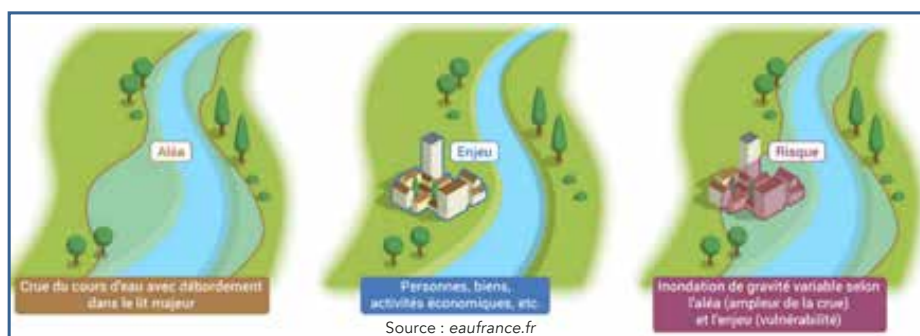 Aléa
Crue du cours d'eau avec débordement
dans le lit majeur
Enjeu
Personnes, biens,
activités économiques, etc.
Source : eaufrance.fr
Risque
Inondation de gravité variable selon
l'aléa (ampleur de la crue)
et l'enjeu (vulnérabilité)